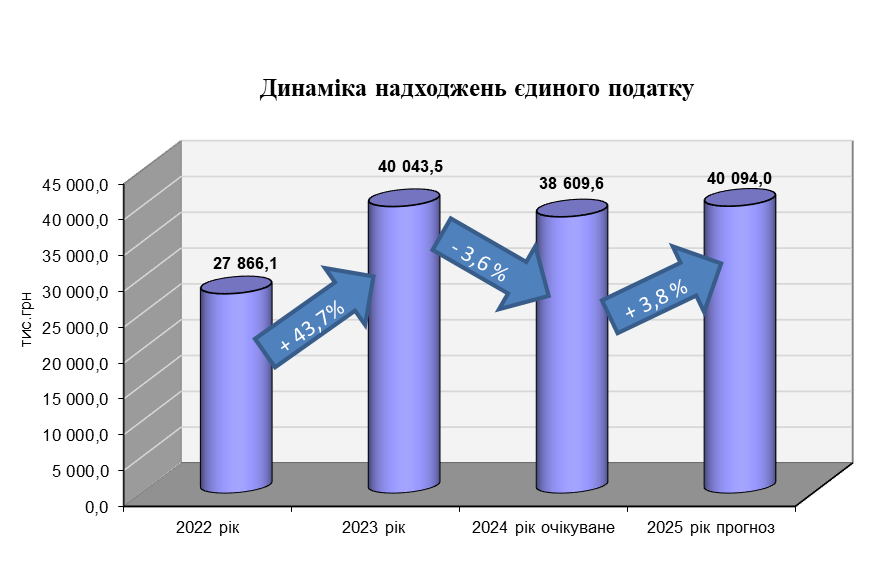 Динаміка надходжень єдиного податку
тис.грн
45 000,0
40 000,0
35 000,0
30 000,0
25 000,0
20 000,0
15 000,0
10 000,0
5 000,0
0,0
27 866,1
40 043,5
38 609,6
40 094,0
+ 43,7%
- 3,6 %
+ 3,8 %
2022 рік
2023 рік
2024 рік очікуване
2025 рік прогноз